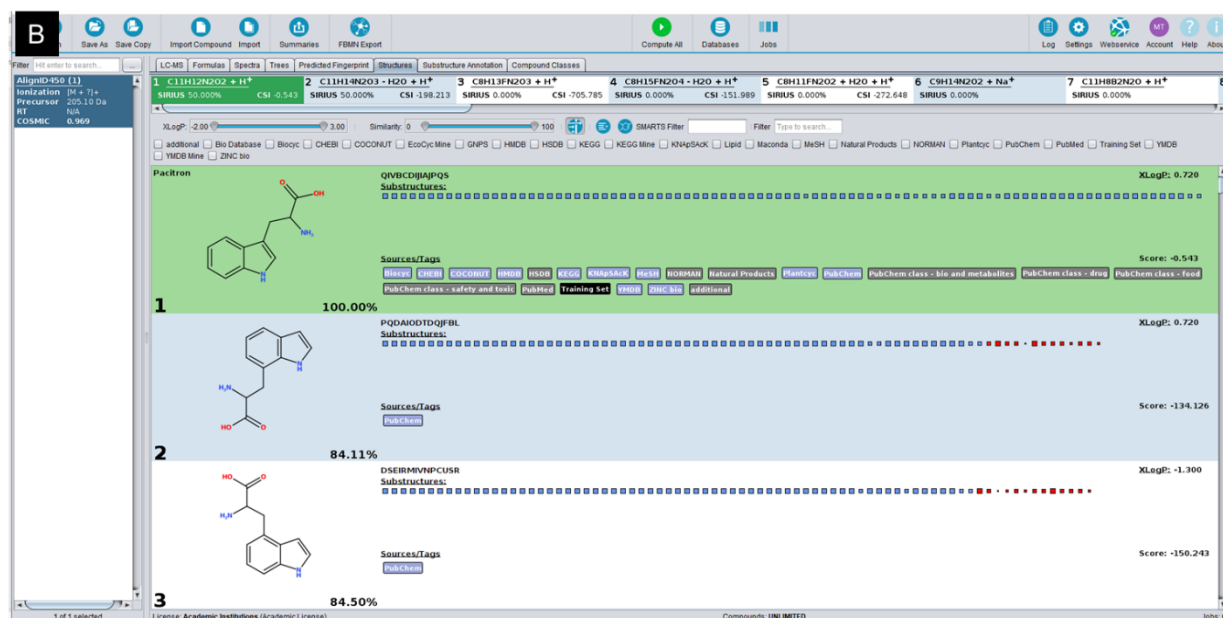 B
Save As Save Copy Import Compound Import Summaries FBMN Export Compute All Databases Jobs Log Settings Webservice Account Help
MT
Filter Hit enter to search... ...
LC-MS Formulas Spectra Trees Predicted Fingerprint Structures Substructure Annotation Compound Classes
AlignID450 (1)
Ionization [M + ?]+
Precursor 205.10 Da
RT N/A
COSMIC 0.969
1 C11H12N2O2 + H+ 2 C11H14N2O3 - H2O + H+ 3 C8H13FN2O3 + H+ 4 C8H15FN2O4 - H2O + H+ 5 C8H11FN2O2 + H2O + H+ 6 C9H14N2O2 + Na+ 7 C11H8B2N2O + H+
SIRIUS 50.000% CSI -0.543 SIRIUS 50.000% CSI -198.213 SIRIUS 0.000% CSI -705.785 SIRIUS 0.000% CSI -151.989 SIRIUS 0.000% CSI -272.648 SIRIUS 0.000% SIRIUS 0.000%
XLogP: -2.00 3.00 Similarity: 0 100 SMARTS Filter Filter Type to search...
additional Bio Database Biocyc CHEBI COCONUT EcoCyc Mine GNPS HMDB HSDB KEGG KEGG Mine KNApSAcK Lipid Maconda MeSH Natural Products NORMAN Plantcyc PubChem PubMed Training Set YMDB
YMDB Mine ZINC bio
Pacitron QIVBCDIJIAJPQS XLogP: 0.720
Substructures:
O
OH
NH2
NH
Sources/Tags Score: -0.543
Biocyc CHEBI COCONUT HMDB HSDB KEGG KNApSAcK MeSH NORMAN Natural Products Plantcyc PubChem PubChem class - bio and metabolites PubChem class - drug PubChem class - food
PubChem class - safety and toxic PubMed Training Set YMDB ZINC bio additional
1 100.00%
PQDAIODTDQJFBL XLogP: 0.720
Substructures:
NH
H2N
HO O
Sources/Tags Score: -134.126
PubChem
2 84.11%
DSEIRMIVNPCUSR XLogP: -1.300
Substructures:
HO O
H2N
NH
Sources/Tags Score: -150.243
PubChem
3 84.50%
1 of 1 selected License: Academic Institutions (Academic License) Compounds: UNLIMITED Jobs: